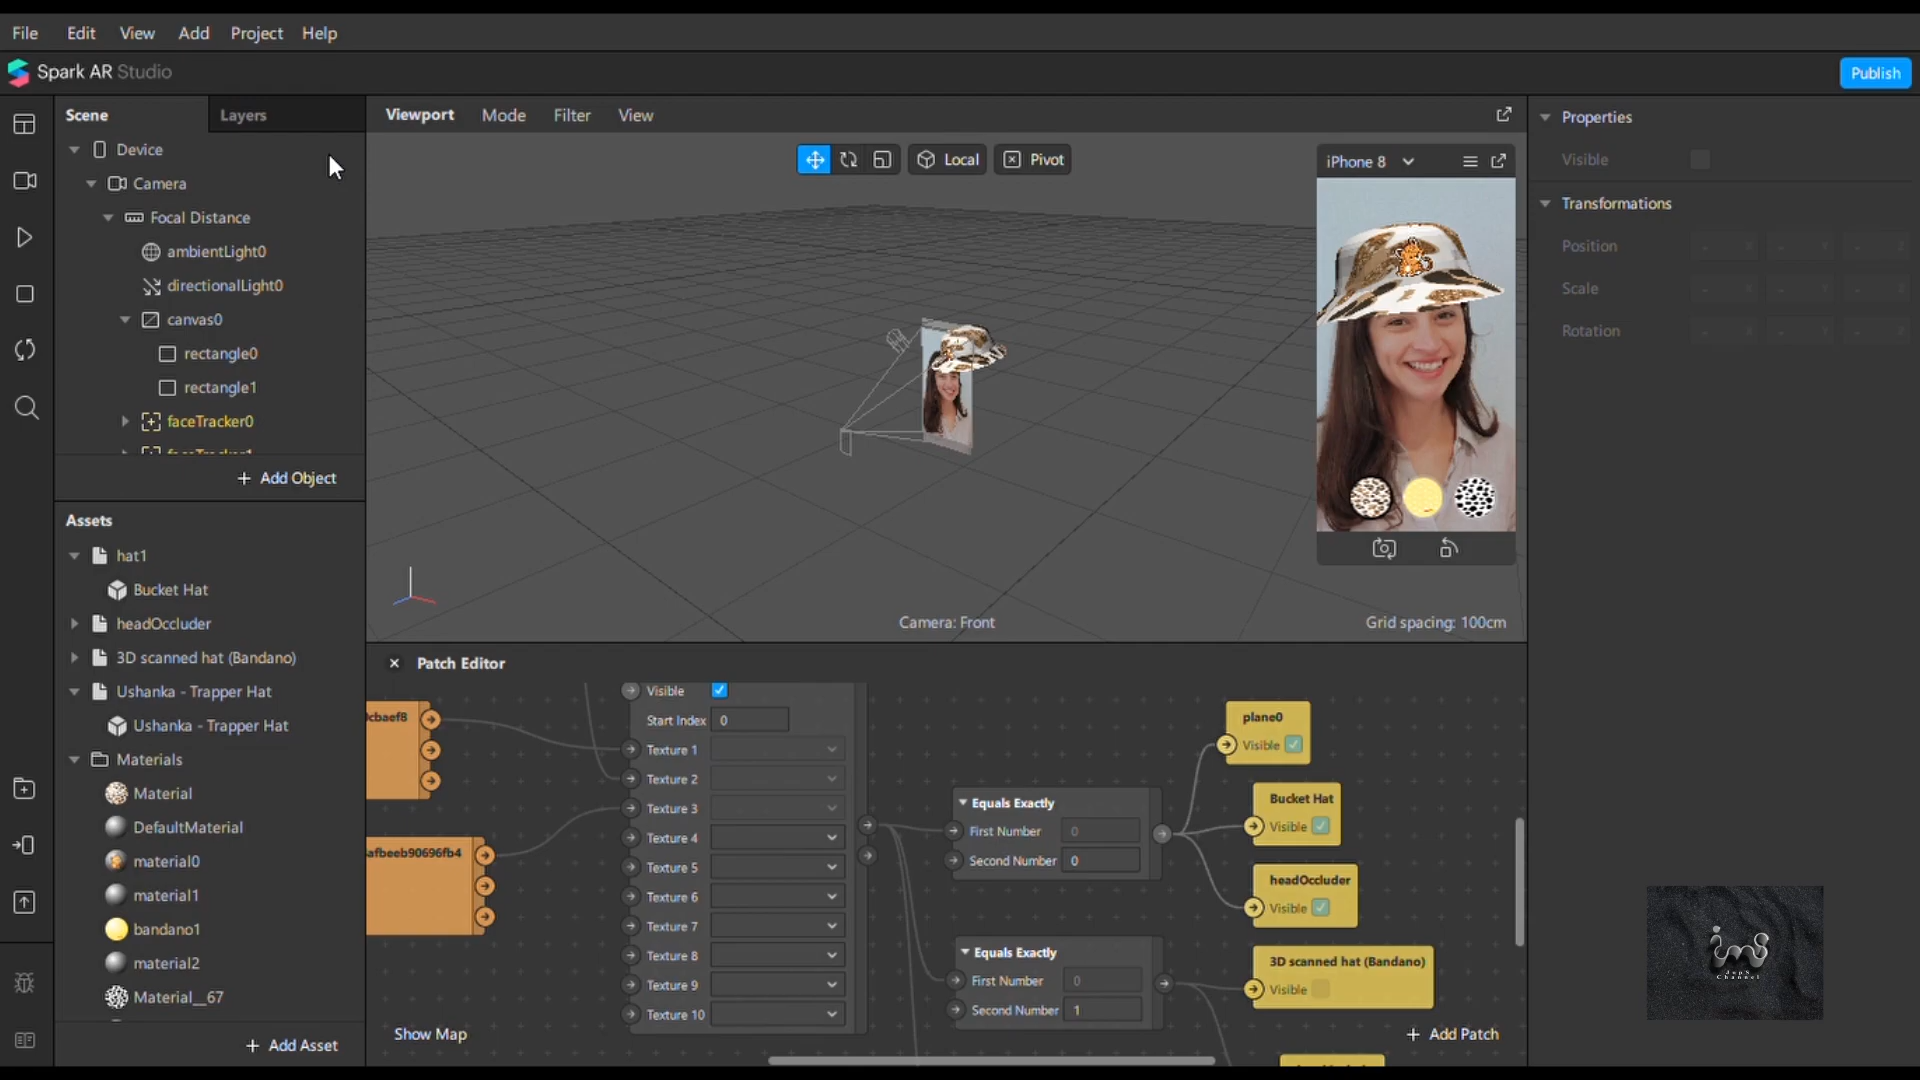 File Edit View Add Project Help
Spark AR Studio
Publish
Scene
Layers
Device
Camera
Focal Distance
ambientLight0
directionalLight0
canvas0
rectangle0
rectangle1
faceTracker0
+ Add Object
Assets
hat1
Bucket Hat
headOccluder
3D scanned hat (Bandano)
Ushanka - Trapper Hat
Ushanka - Trapper Hat
Materials
Material
DefaultMaterial
material0
material1
bandano1
material2
Material__67
+ Add Asset
Viewport Mode Filter View
Local
Pivot
iPhone 8
Camera: Front
Grid spacing: 100cm
Patch Editor
cbaef8
afbeeb90696fb4
Visible
Start Index 0
Texture 1
Texture 2
Texture 3
Texture 4
Texture 5
Texture 6
Texture 7
Texture 8
Texture 9
Texture 10
Equals Exactly
First Number 0
Second Number 0
Equals Exactly
First Number 0
Second Number 1
plane0
Visible
Bucket Hat
Visible
headOccluder
Visible
3D scanned hat (Bandano)
Visible
Show Map
+ Add Patch
Properties
Visible
Transformations
Position
Scale
Rotation